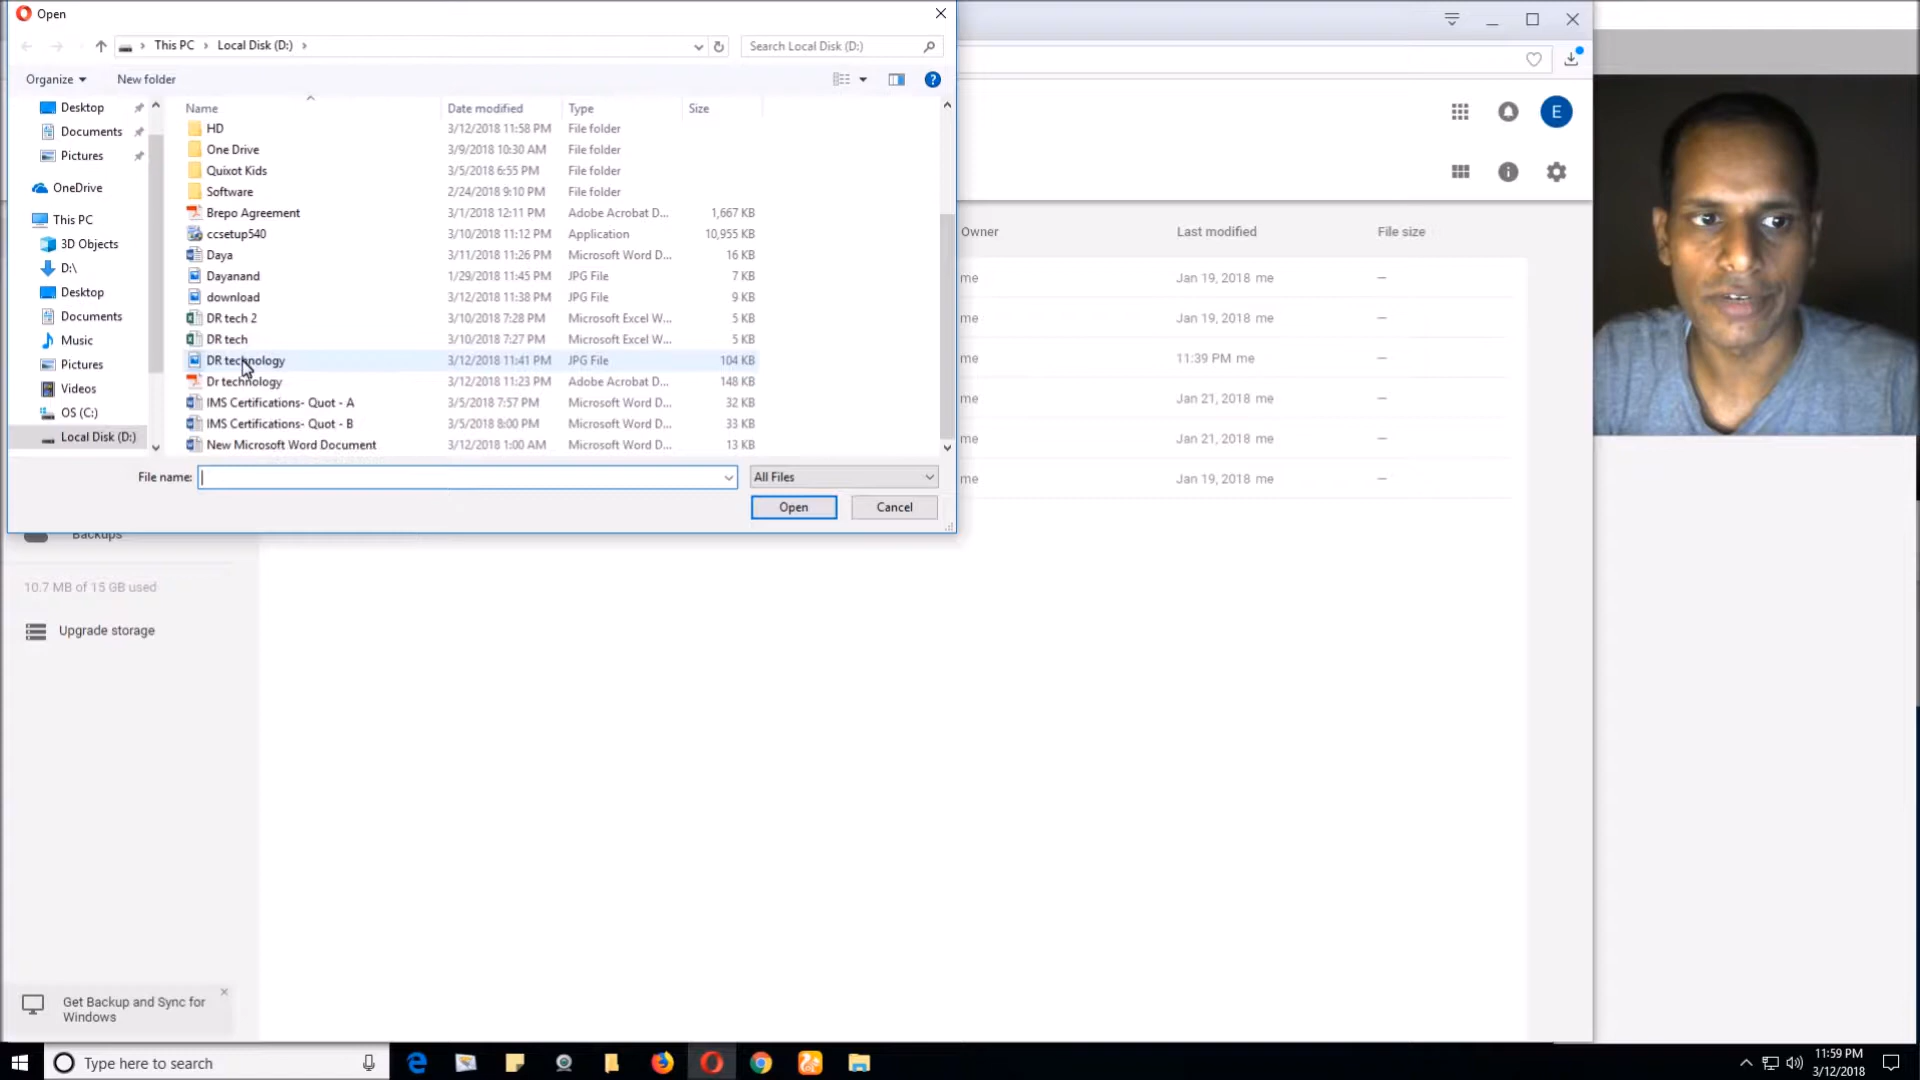 Open
This PC > Local Disk (D:) >
Search Local Disk (D:)
Organize
New folder
?
Name
Date modified
Type
Size
Desktop
Documents
Pictures
OneDrive
This PC
3D Objects
D:\
Desktop
Documents
Music
Pictures
Videos
OS (C:)
Local Disk (D:)
HD 3/12/2018 11:58 PM File folder
One Drive 3/9/2018 10:30 AM File folder
Quixot Kids 3/5/2018 6:55 PM File folder
Software 2/24/2018 9:10 PM File folder
Brepo Agreement 3/1/2018 12:11 PM Adobe Acrobat D... 1,667 KB
ccsetup540 3/10/2018 11:12 PM Application 10,955 KB
Daya 3/11/2018 11:26 PM Microsoft Word D... 16 KB
Dayanand 1/29/2018 11:45 PM JPG File 7 KB
download 3/12/2018 11:38 PM JPG File 9 KB
DR tech 2 3/10/2018 7:28 PM Microsoft Excel W... 5 KB
DR tech 3/10/2018 7:27 PM Microsoft Excel W... 5 KB
DR technology 3/12/2018 11:41 PM JPG File 104 KB
Dr technology 3/12/2018 11:23 PM Adobe Acrobat D... 148 KB
IMS Certifications- Quot - A 3/5/2018 7:57 PM Microsoft Word D... 32 KB
IMS Certifications- Quot - B 3/5/2018 8:00 PM Microsoft Word D... 33 KB
New Microsoft Word Document 3/12/2018 1:00 AM Microsoft Word D... 13 KB
File name:
All Files
Open
Cancel
E
Owner Last modified File size
me Jan 19, 2018 me —
me Jan 19, 2018 me —
me 11:39 PM me —
me Jan 21, 2018 me —
me Jan 21, 2018 me —
me Jan 19, 2018 me —
Backups
10.7 MB of 15 GB used
Upgrade storage
Get Backup and Sync for
Windows
Type here to search
11:59 PM
3/12/2018